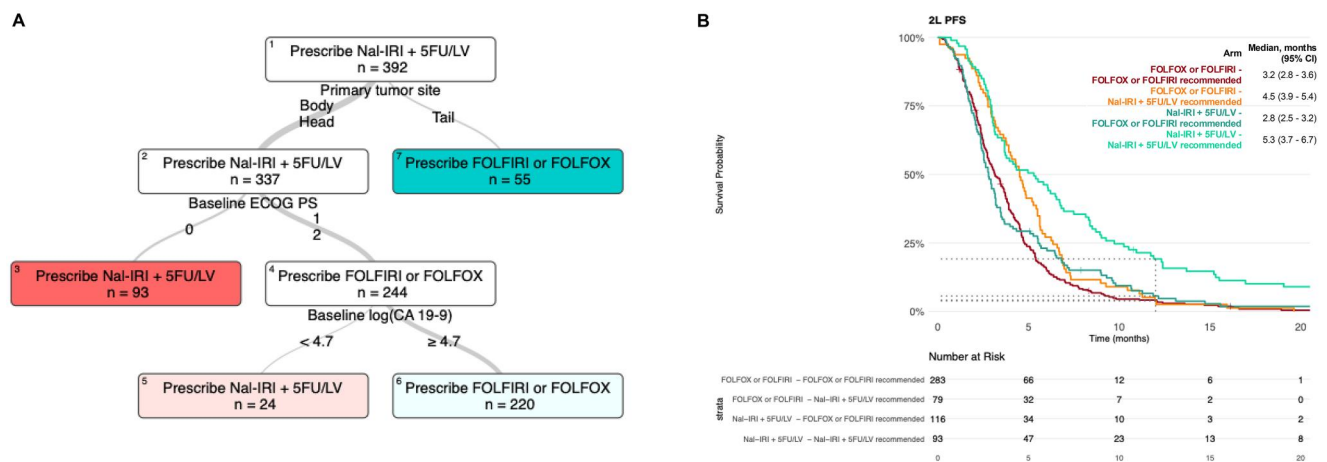 A
1
Prescribe Nal-IRI + 5FU/LV
n = 392
Primary tumor site
Body
Head
Tail
2
Prescribe Nal-IRI + 5FU/LV
n = 337
7
Prescribe FOLFIRI or FOLFOX
n = 55
Baseline ECOG PS
0
1
2
3
Prescribe Nal-IRI + 5FU/LV
n = 93
4
Prescribe FOLFIRI or FOLFOX
n = 244
Baseline log(CA 19-9)
< 4.7
≥ 4.7
5
Prescribe Nal-IRI + 5FU/LV
n = 24
6
Prescribe FOLFIRI or FOLFOX
n = 220
B
2L PFS
Survival Probability
100%
75%
50%
25%
0%
Arm
Median, months
(95% CI)
FOLFOX or FOLFIRI -
FOLFOX or FOLFIRI recommended
3.2 (2.8 - 3.6)
FOLFOX or FOLFIRI -
Nal-IRI + 5FU/LV recommended
4.5 (3.9 - 5.4)
Nal-IRI + 5FU/LV -
FOLFOX or FOLFIRI recommended
2.8 (2.5 - 3.2)
Nal-IRI + 5FU/LV -
Nal-IRI + 5FU/LV recommended
5.3 (3.7 - 6.7)
0 5 10 15 20
Time (months)
Number at Risk
strata
FOLFOX or FOLFIRI – FOLFOX or FOLFIRI recommended 283 66 12 6 1
FOLFOX or FOLFIRI – Nal-IRI + 5FU/LV recommended 79 32 7 2 0
Nal-IRI + 5FU/LV – FOLFOX or FOLFIRI recommended 116 34 10 3 2
Nal-IRI + 5FU/LV – Nal-IRI + 5FU/LV recommended 93 47 23 13 8
0 5 10 15 20